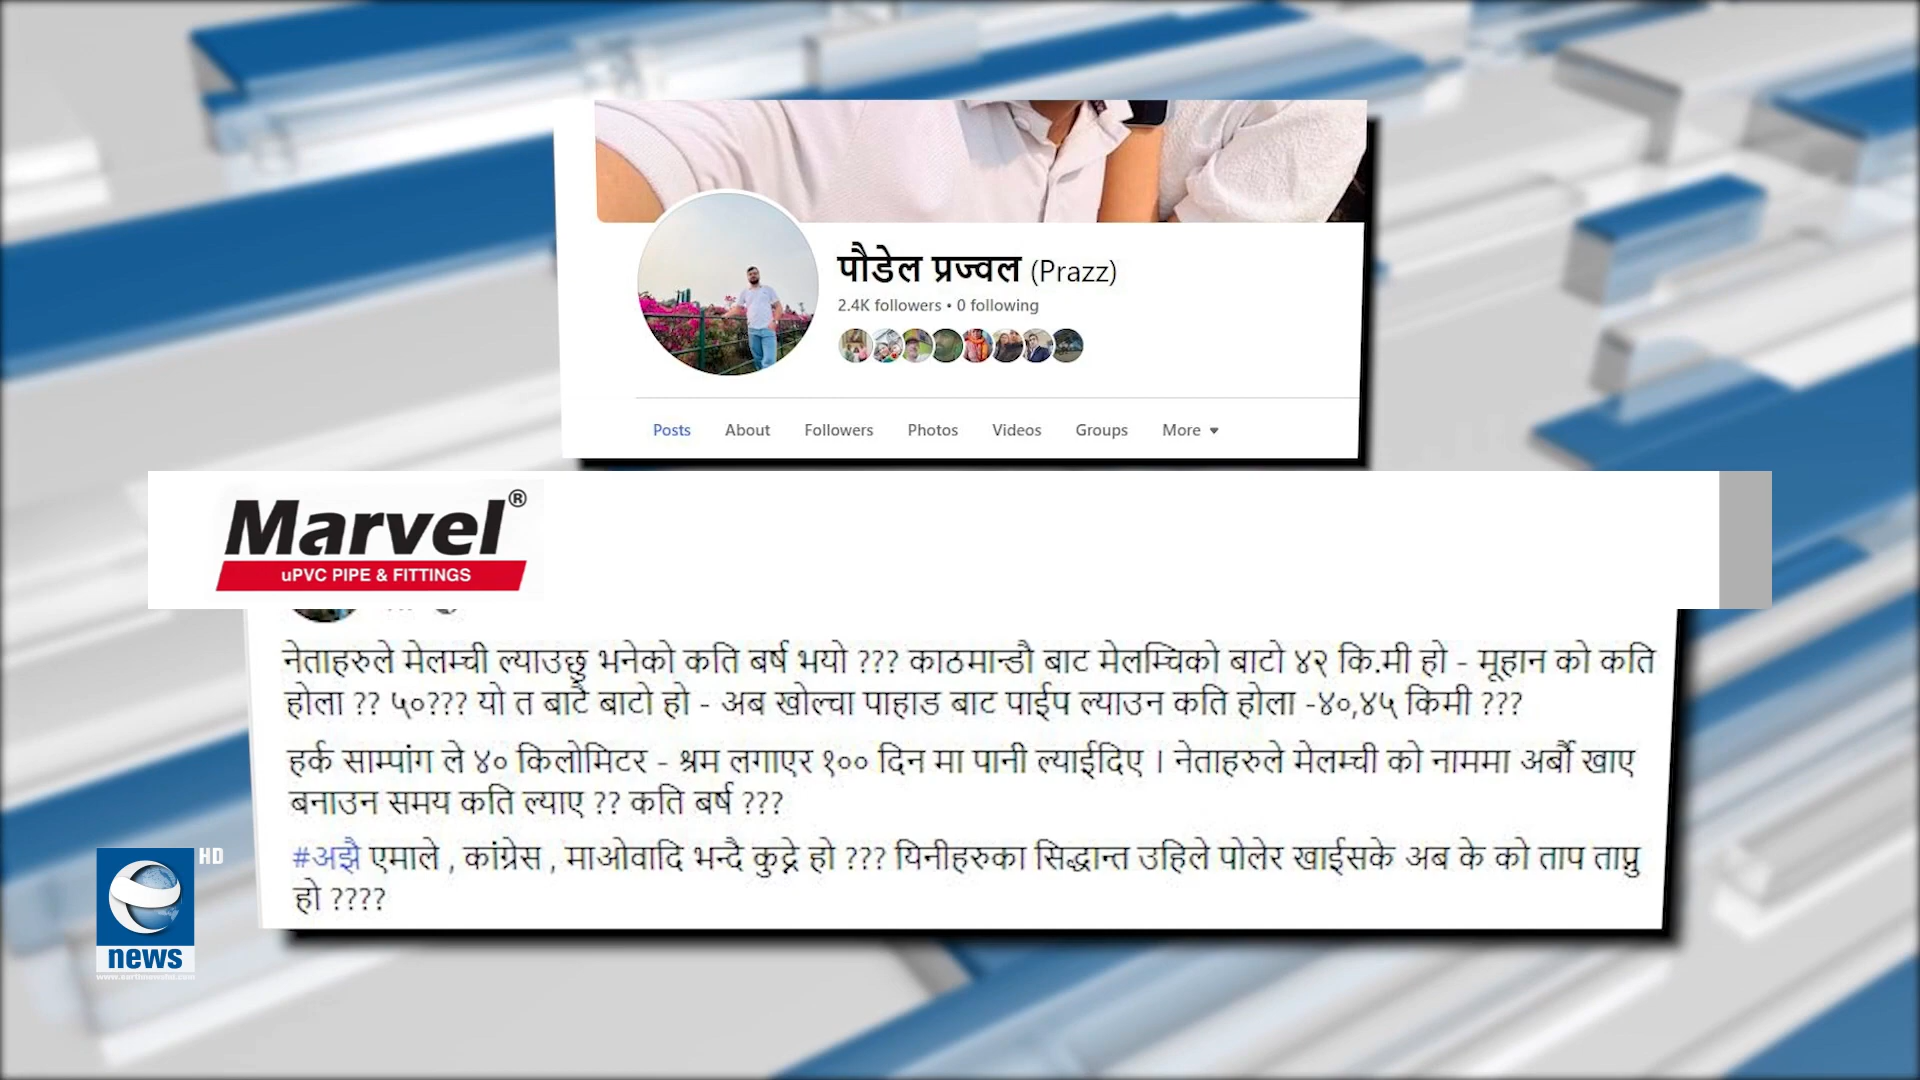 पौडेल प्रज्वल (Prazz)
2.4K followers • 0 following
Posts About Followers Photos Videos Groups More
Marvel®
uPVC PIPE & FITTINGS
नेताहरुले मेलम्ची ल्याउछु भनेको कति बर्ष भयो ??? काठमान्डौ बाट मेलम्चिको बाटो ४२ कि.मी हो - मूहान को कति
होला ?? ५०??? यो त बाटै बाटो हो - अब खोल्चा पाहाड बाट पाईप ल्याउन कति होला -४०,४५ किमी ???
हर्क साम्पांग ले ४० किलोमिटर - श्रम लगाएर १०० दिन मा पानी ल्याईदिए । नेताहरुले मेलम्ची को नाममा अर्बौ खाए
बनाउन समय कति ल्याए ?? कति बर्ष ???
#अझै एमाले , कांग्रेस , माओवादि भन्दै कुद्ने हो ??? यिनीहरुका सिद्धान्त उहिले पोलेर खाईसके अब के को ताप ताप्नु
हो ????
HD
news